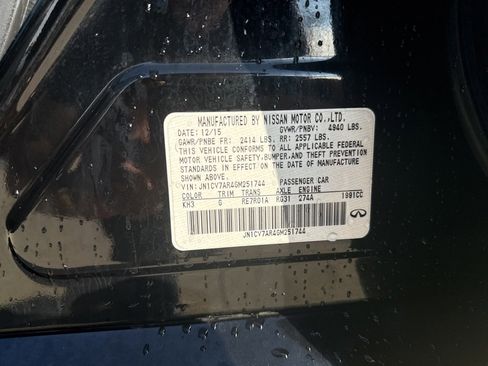 MANUFACTURED BY NISSAN MOTOR CO.,LTD.
DATE: 12/15 GVWR/PNBV: 4940 LBS.
GAWR/PNBE FR: 2414 LBS. RR: 2557 LBS.
THIS VEHICLE CONFORMS TO ALL APPLICABLE FEDERAL
MOTOR VEHICLE SAFETY,BUMPER,AND THEFT PREVENTION
STANDARDS IN EFFECT ON THE DATE OF MANUFACTURE
SHOWN ABOVE.
VIN: JN1CV7AR4GM251744 PASSENGER CAR
COLOR TRIM TRANS AXLE ENGINE
KH3 G RE7R01A RG31 274A 1991CC
JN1CV7AR4GM251744